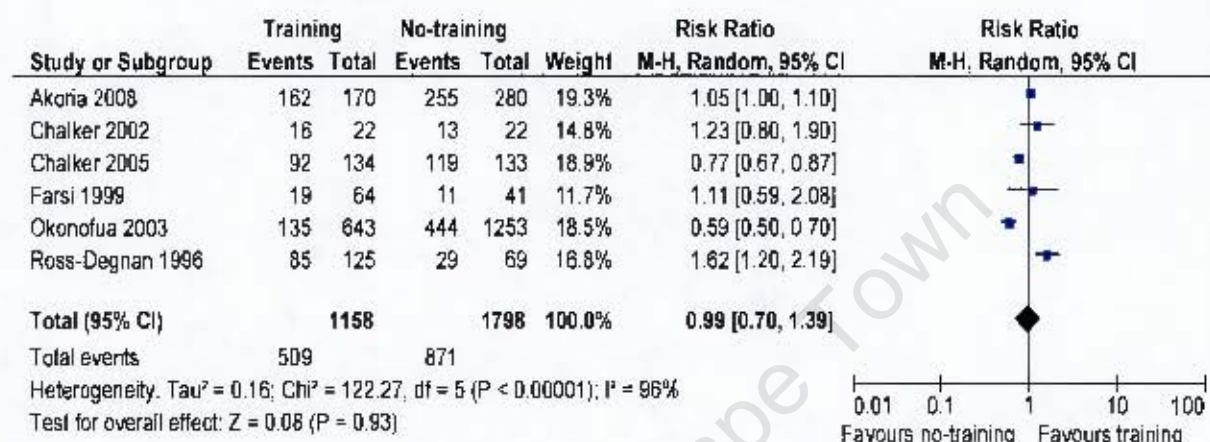 Training No-training Risk Ratio Risk Ratio
Study or Subgroup Events Total Events Total Weight M-H, Random, 95% CI M-H, Random, 95% CI
Akoria 2008 162 170 255 280 19.3% 1.05 [1.00, 1.10]
Chalker 2002 16 22 13 22 14.8% 1.23 [0.80, 1.90]
Chalker 2005 92 134 119 133 18.9% 0.77 [0.67, 0.87]
Farsi 1999 19 64 11 41 11.7% 1.11 [0.59, 2.08]
Okonofua 2003 135 643 444 1253 18.5% 0.59 [0.50, 0.70]
Ross-Degnan 1996 85 125 29 69 16.8% 1.62 [1.20, 2.19]
Total (95% CI) 1158 1798 100.0% 0.99 [0.70, 1.39]
Total events 509 871
Heterogeneity. Tau² = 0.16; Chi² = 122.27, df = 5 (P < 0.00001); I² = 96%
Test for overall effect: Z = 0.08 (P = 0.93)
0.01 0.1 1 10 100
Favours no-training Favours training
Town